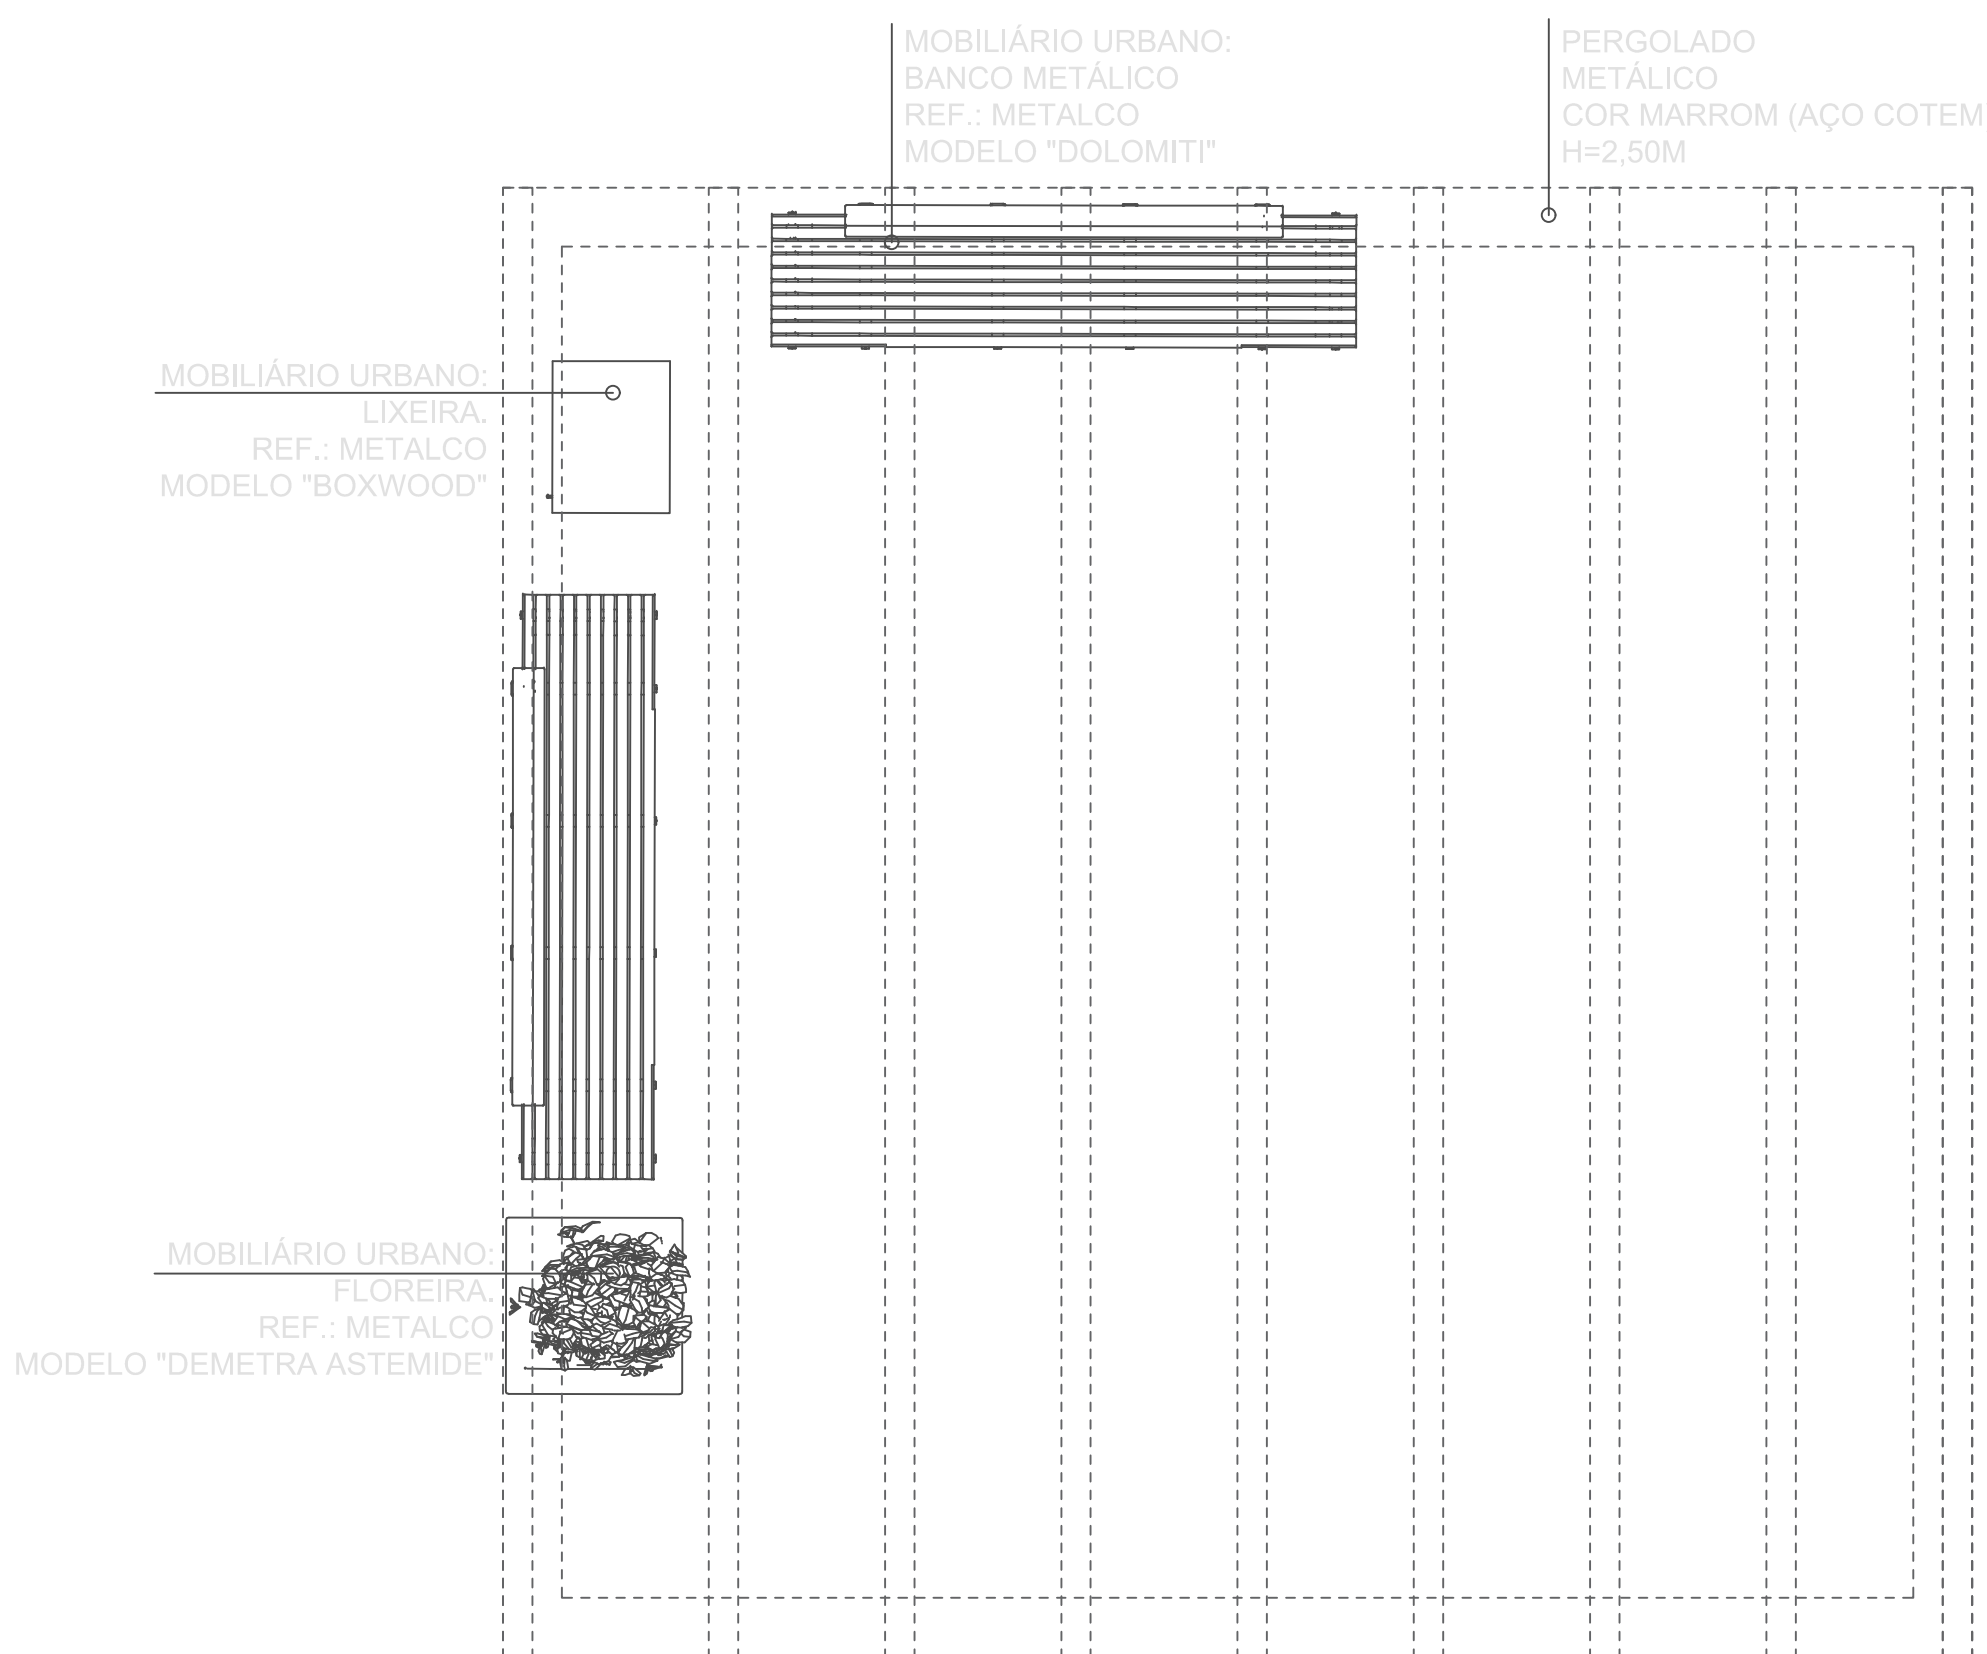 MOBILIÁRIO URBANO:
BANCO METÁLICO
REF.: METALCO
MODELO "DOLOMITI"
PERGOLADO
METÁLICO
COR MARROM (AÇO COTEM
H=2,50M
MOBILIÁRIO URBANO:
LIXEIRA.
REF.: METALCO
MODELO "BOXWOOD"
MOBILIÁRIO URBANO:
FLOREIRA.
REF.: METALCO
MODELO "DEMETRA ASTEMIDE"